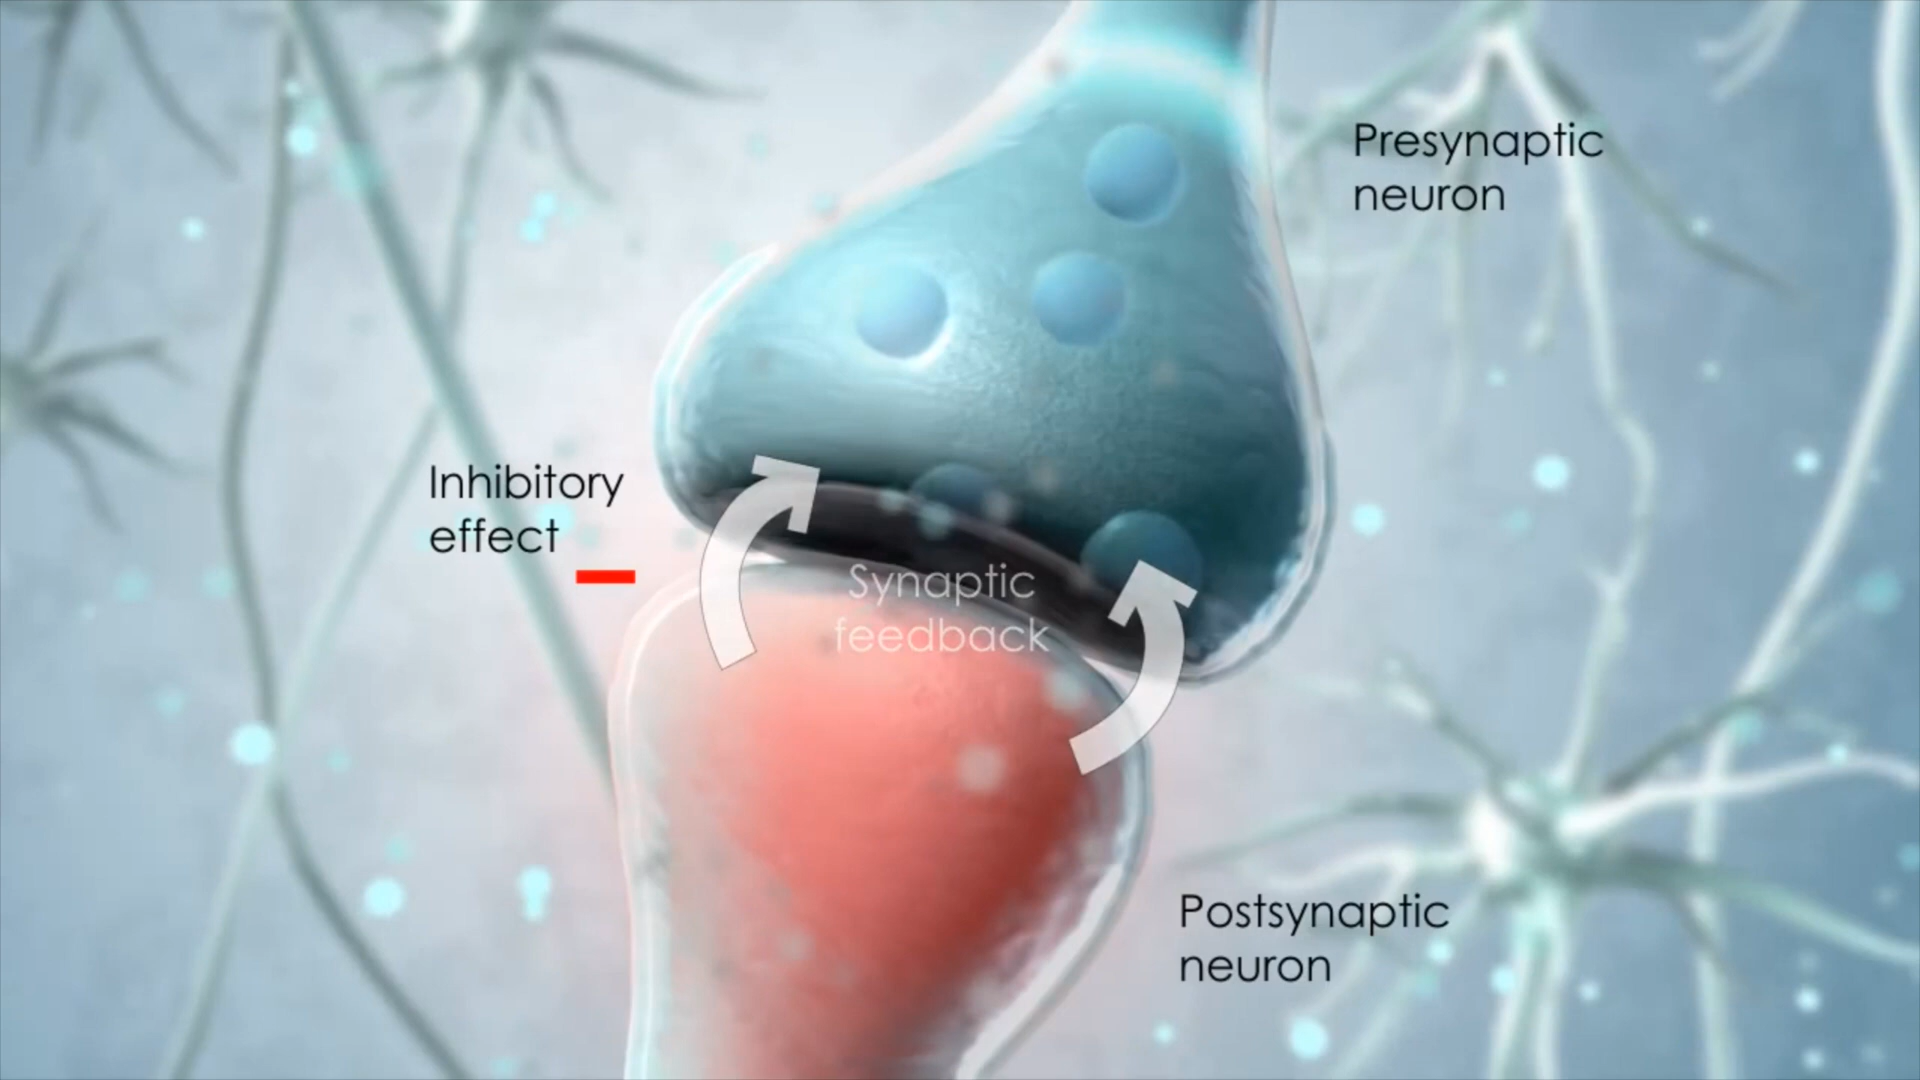 Presynaptic
neuron
Inhibitory
effect
Synaptic
feedback
Postsynaptic
neuron